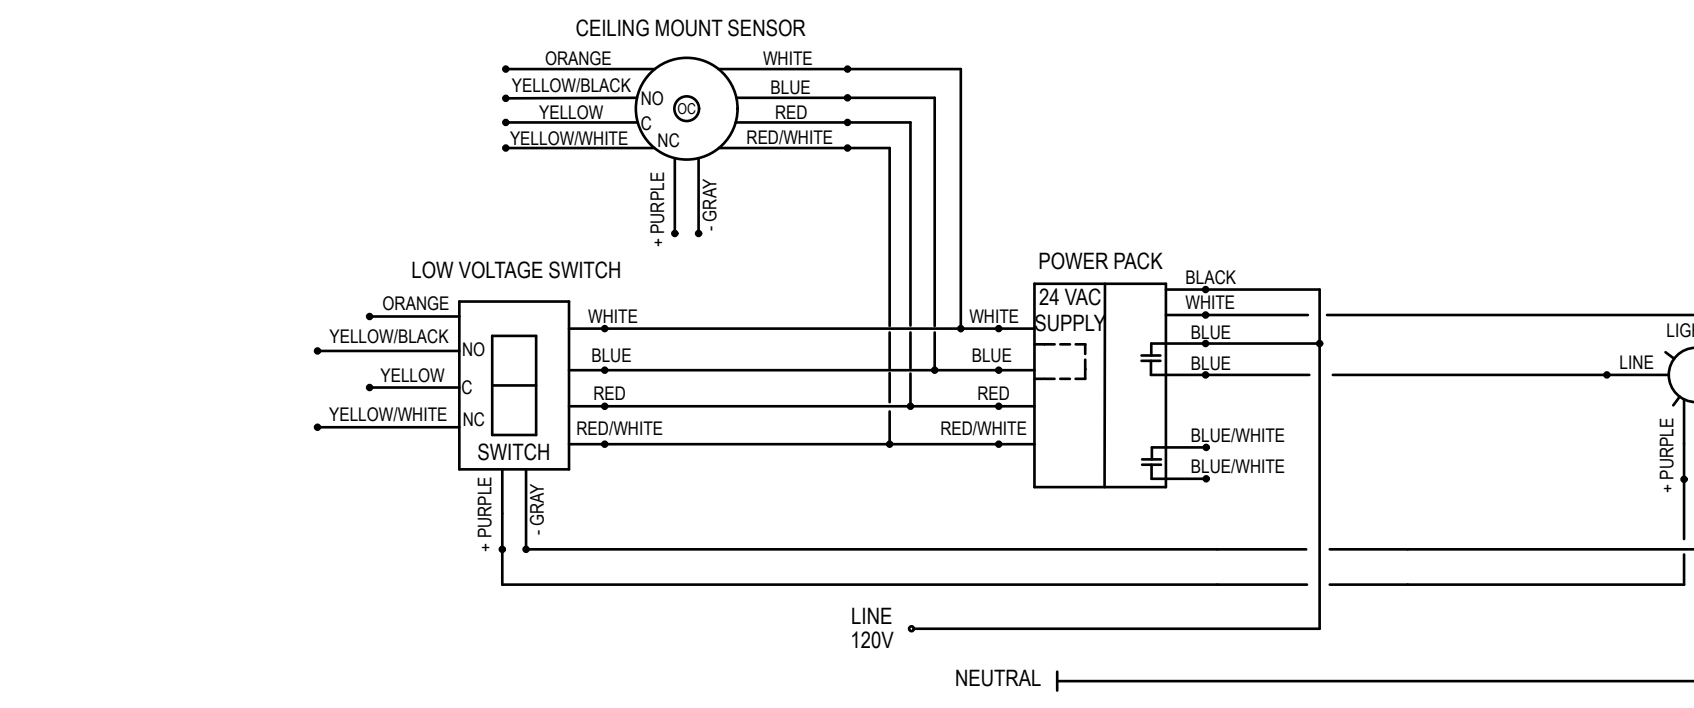 CEILING MOUNT SENSOR
ORANGE
WHITE
YELLOW/BLACK
BLUE
NO
OC
YELLOW
RED
C
YELLOW/WHITE
NC
RED/WHITE
+ PURPLE
- GRAY
LOW VOLTAGE SWITCH
POWER PACK
ORANGE
YELLOW/BLACK
NO
YELLOW
C
YELLOW/WHITE
NC
SWITCH
WHITE
BLUE
RED
RED/WHITE
WHITE
BLUE
RED
RED/WHITE
24 VAC
SUPPLY
BLACK
WHITE
BLUE
BLUE
BLUE/WHITE
BLUE/WHITE
LINE
+ PURPLE
+ PURPLE
- GRAY
LINE
120V
NEUTRAL